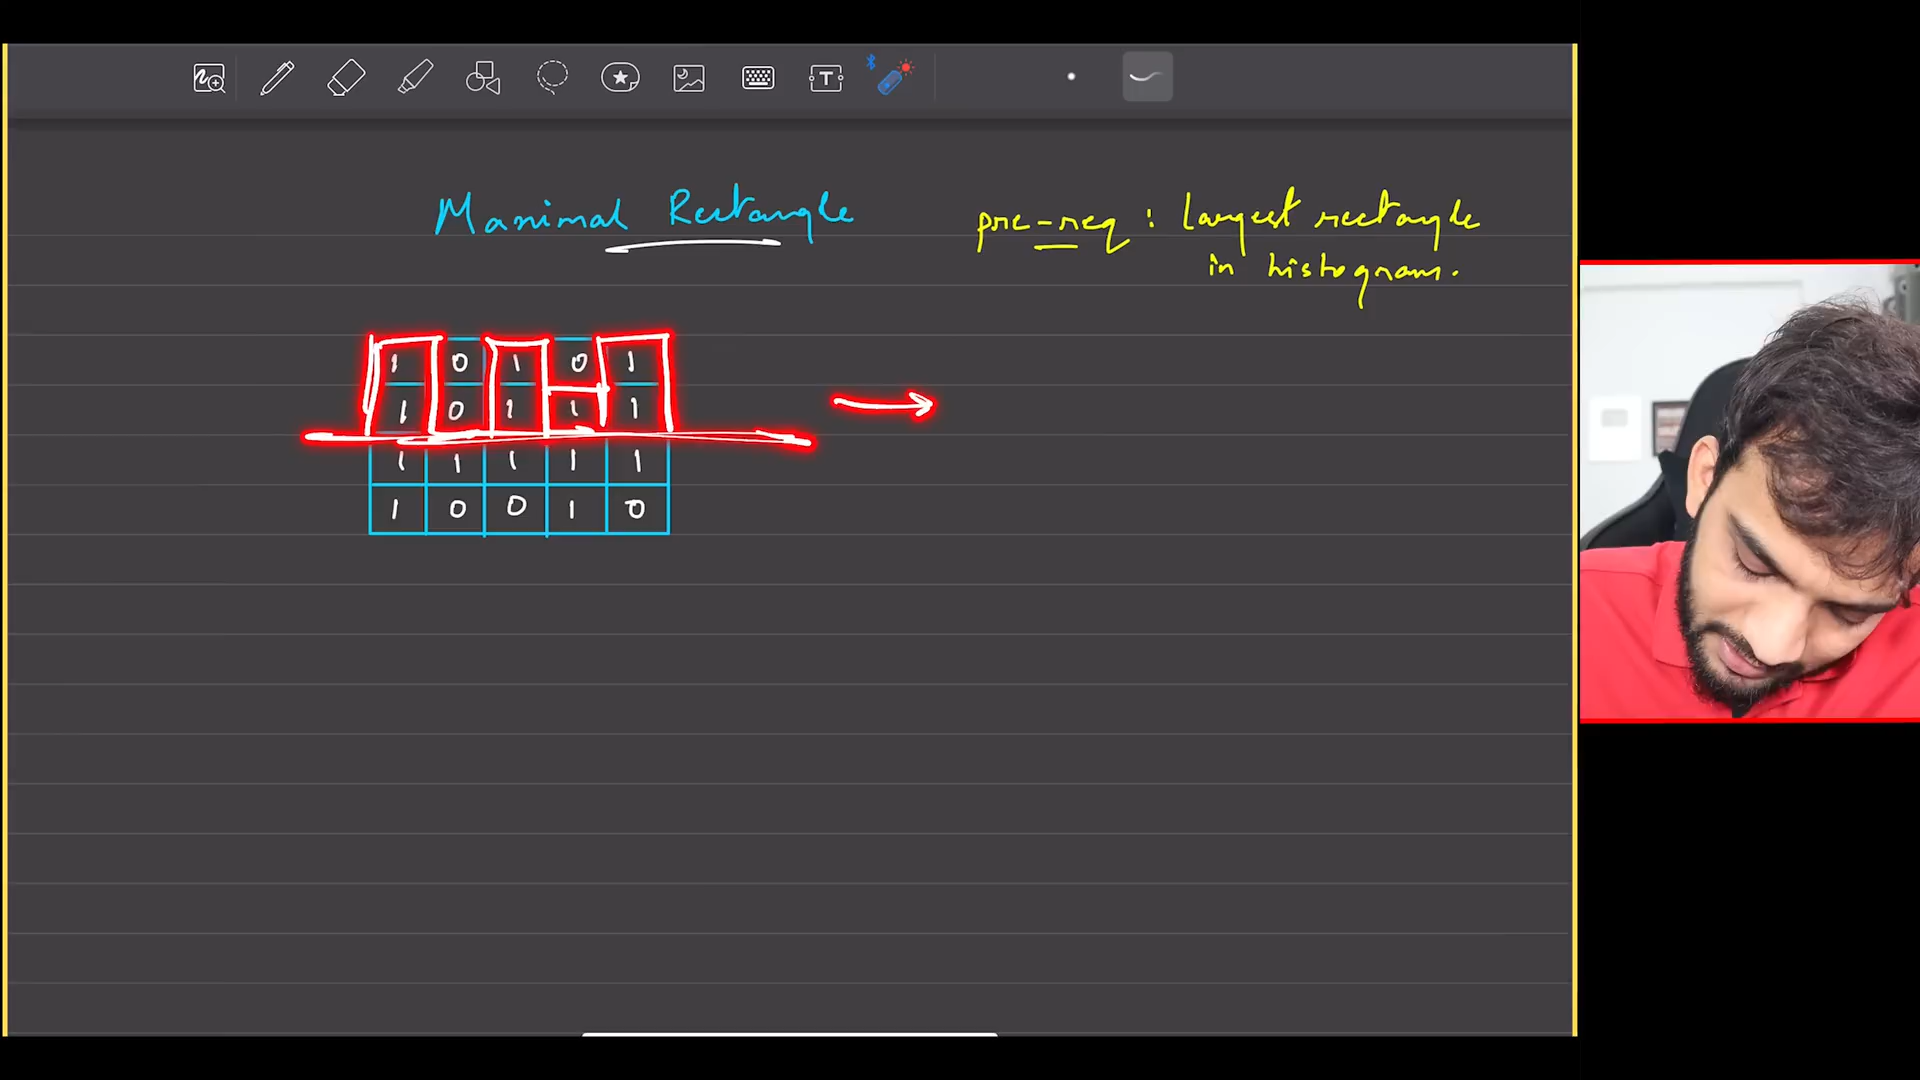 Maximal Rectangle
pre-req : Largest rectangle
in histogram.
1 0 1 0 1
1 0 1 1 1
1 1 1 1 1
1 0 0 1 0
T